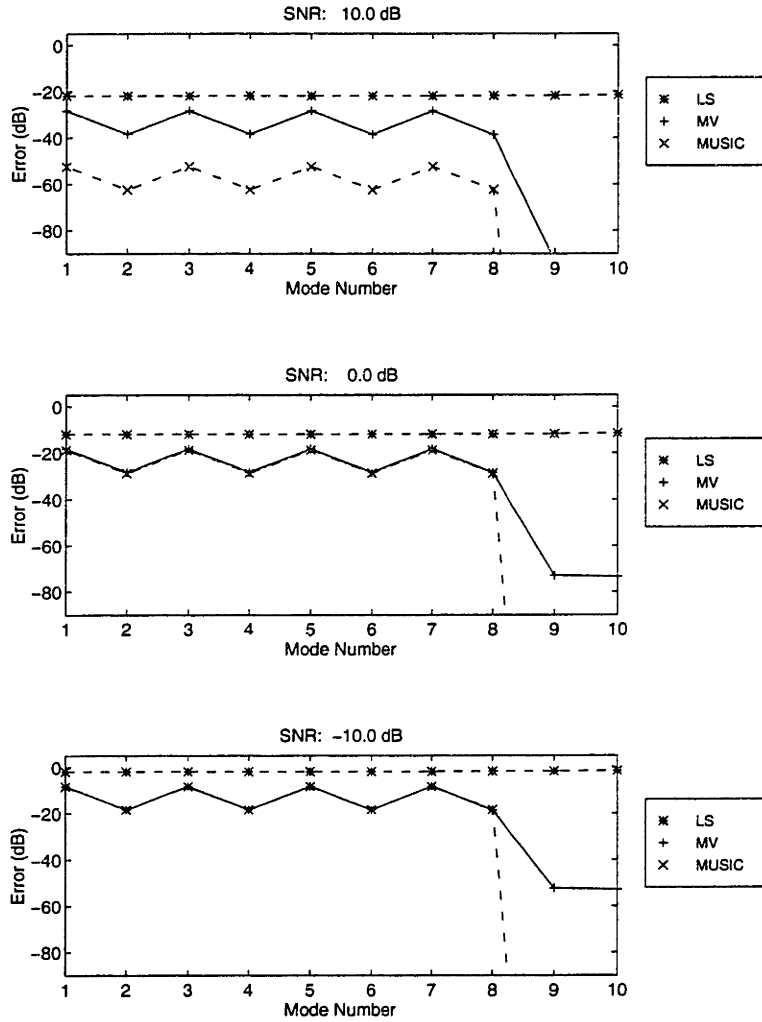 SNR: 10.0 dB
0
−20
−40
−60
−80
Error (dB)
1 2 3 4 5 6 7 8 9 10
Mode Number
LS
MV
MUSIC
SNR: 0.0 dB
0
−20
−40
−60
−80
Error (dB)
1 2 3 4 5 6 7 8 9 10
Mode Number
LS
MV
MUSIC
SNR: −10.0 dB
0
−20
−40
−60
−80
Error (dB)
1 2 3 4 5 6 7 8 9 10
Mode Number
LS
MV
MUSIC